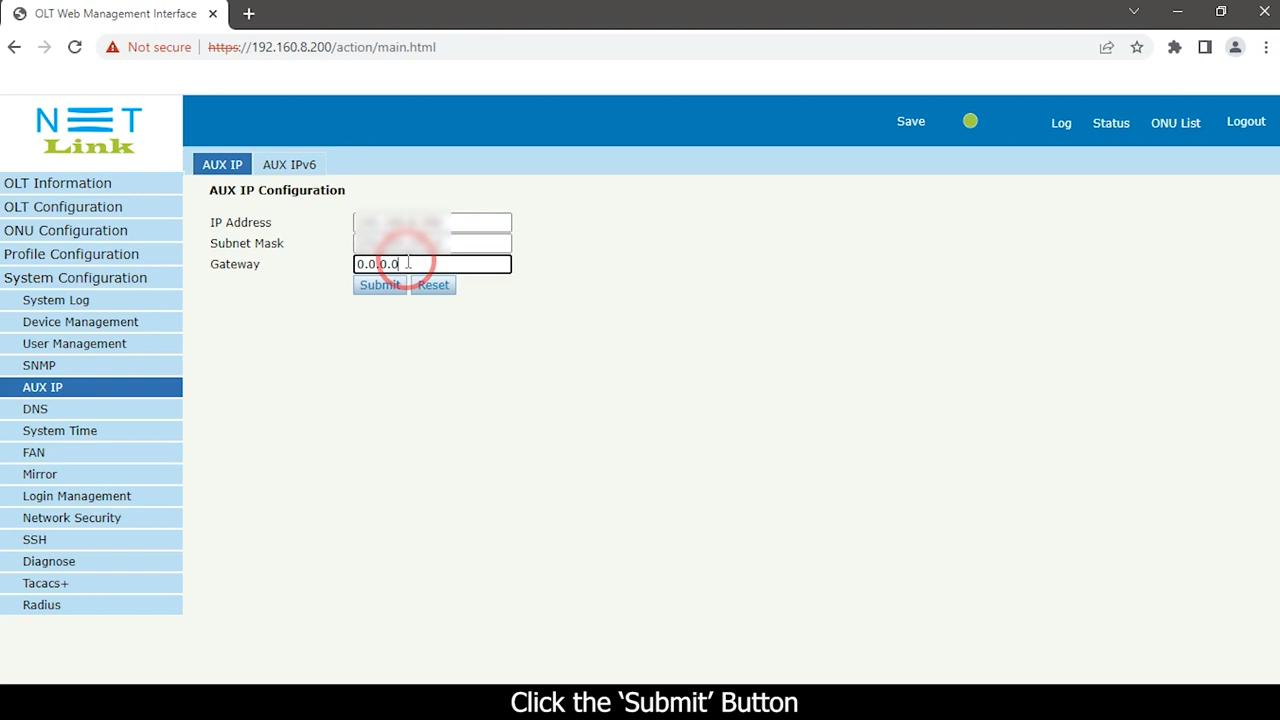 OLT Web Management Interface
Not secure
https://192.168.8.200/action/main.html
NET
Link
Save
Log
Status
ONU List
Logout
OLT Information
OLT Configuration
ONU Configuration
Profile Configuration
System Configuration
System Log
Device Management
User Management
SNMP
AUX IP
DNS
System Time
FAN
Mirror
Login Management
Network Security
SSH
Diagnose
Tacacs+
Radius
AUX IP
AUX IPv6
AUX IP Configuration
IP Address
Subnet Mask
Gateway
0.0.0.0
Submit
Reset
Click the ‘Submit’ Button